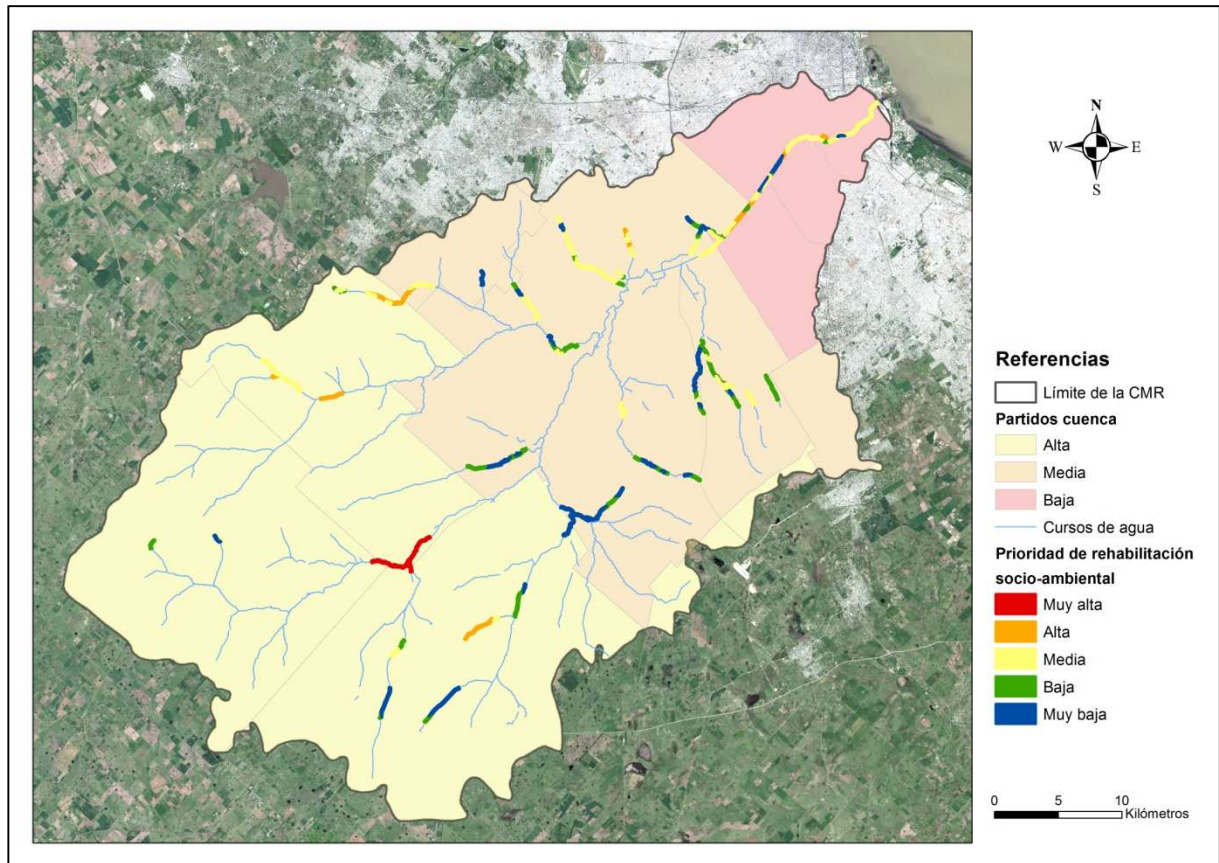 N
W E
S
Referencias
Límite de la CMR
Partidos cuenca
Alta
Media
Baja
Cursos de agua
Prioridad de rehabilitación
socio-ambiental
Muy alta
Alta
Media
Baja
Muy baja
0 5 10
Kilómetros